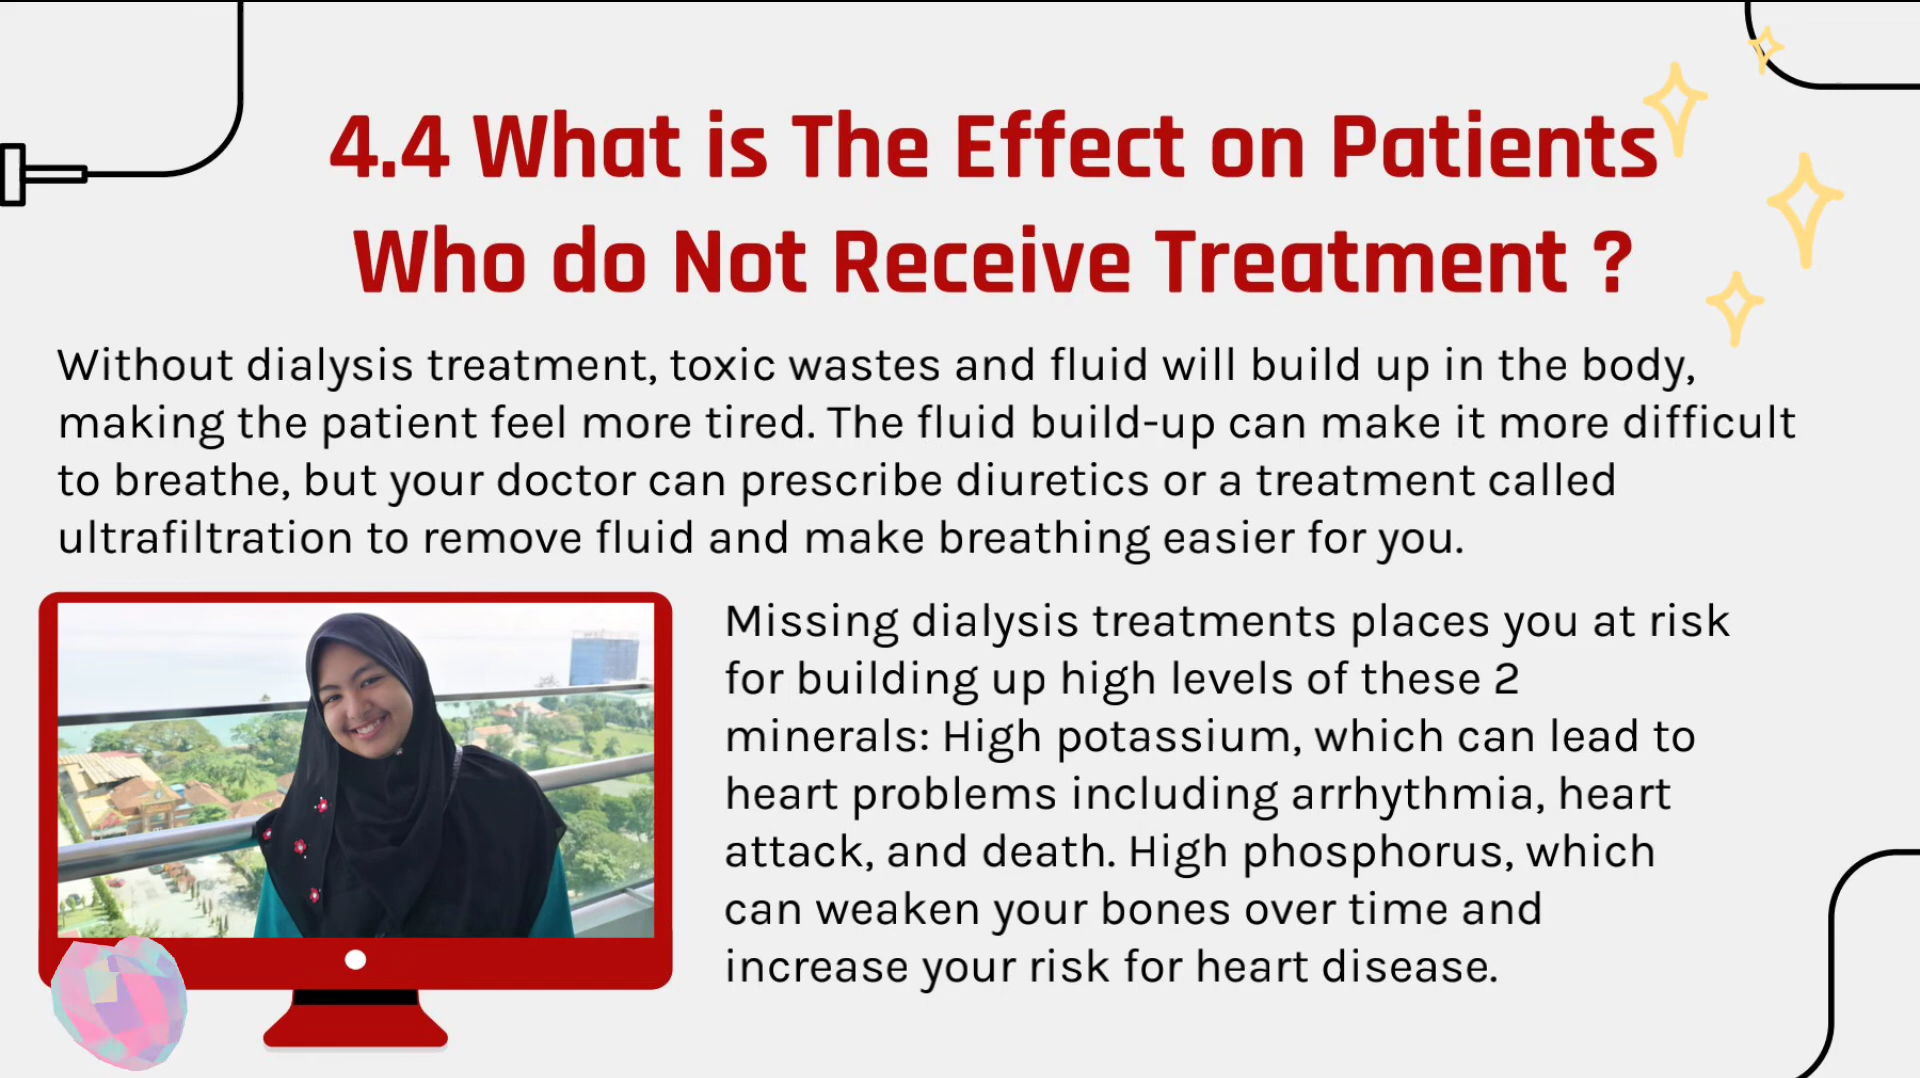 4.4 What is The Effect on Patients
Who do Not Receive Treatment ?
Without dialysis treatment, toxic wastes and fluid will build up in the body,
making the patient feel more tired. The fluid build-up can make it more difficult
to breathe, but your doctor can prescribe diuretics or a treatment called
ultrafiltration to remove fluid and make breathing easier for you.
Missing dialysis treatments places you at risk
for building up high levels of these 2
minerals: High potassium, which can lead to
heart problems including arrhythmia, heart
attack, and death. High phosphorus, which
can weaken your bones over time and
increase your risk for heart disease.